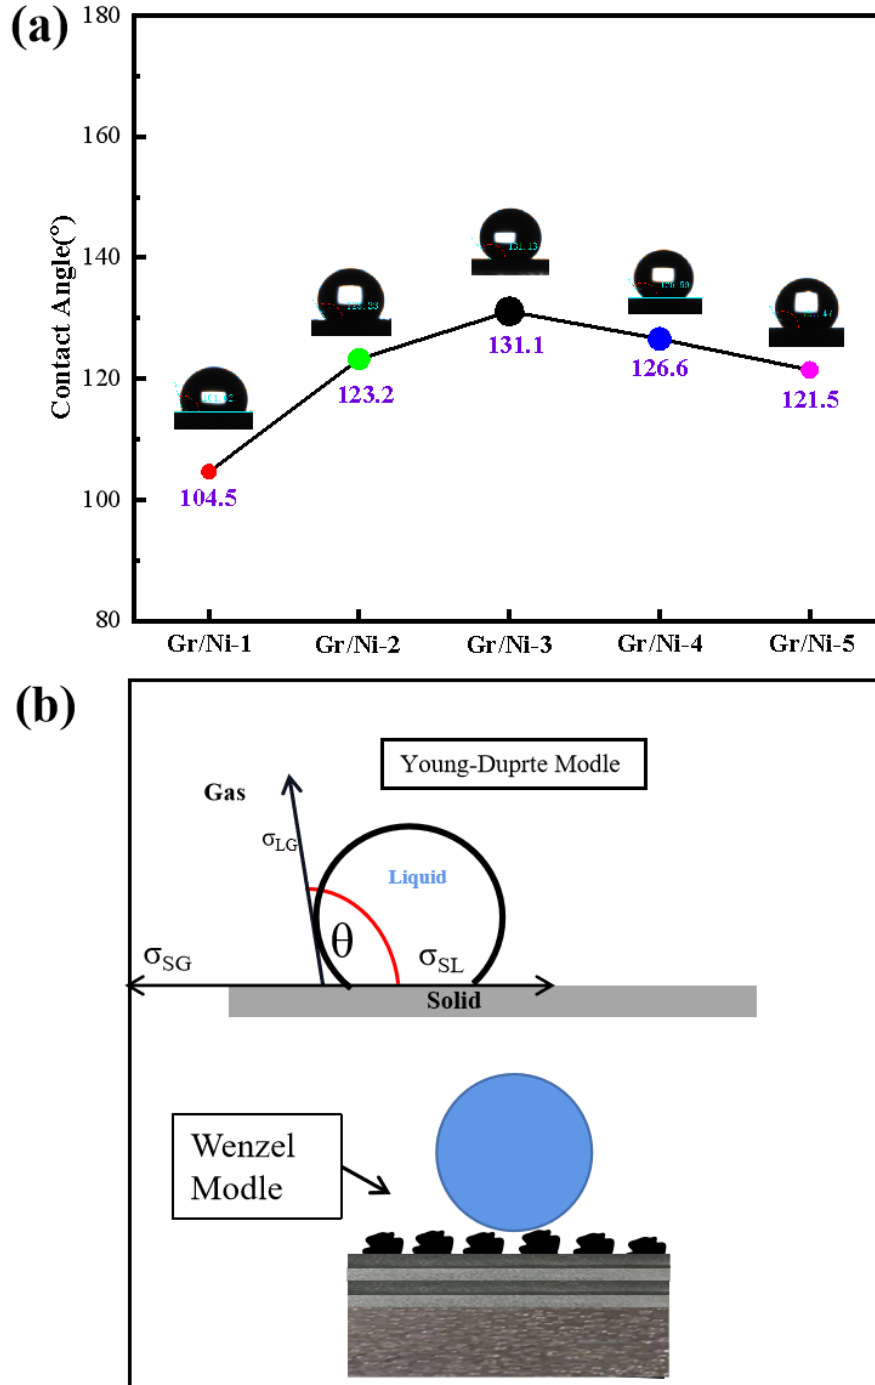 (a)
180
160
140
120
100
80
Contact Angle(°)
131.13
104.5
123.2
131.1
126.6
121.5
Gr/Ni-1
Gr/Ni-2
Gr/Ni-3
Gr/Ni-4
Gr/Ni-5
(b)
Young-Duprte Modle
Gas
σLG
Liquid
θ
σSG
σSL
Solid
Wenzel
Modle